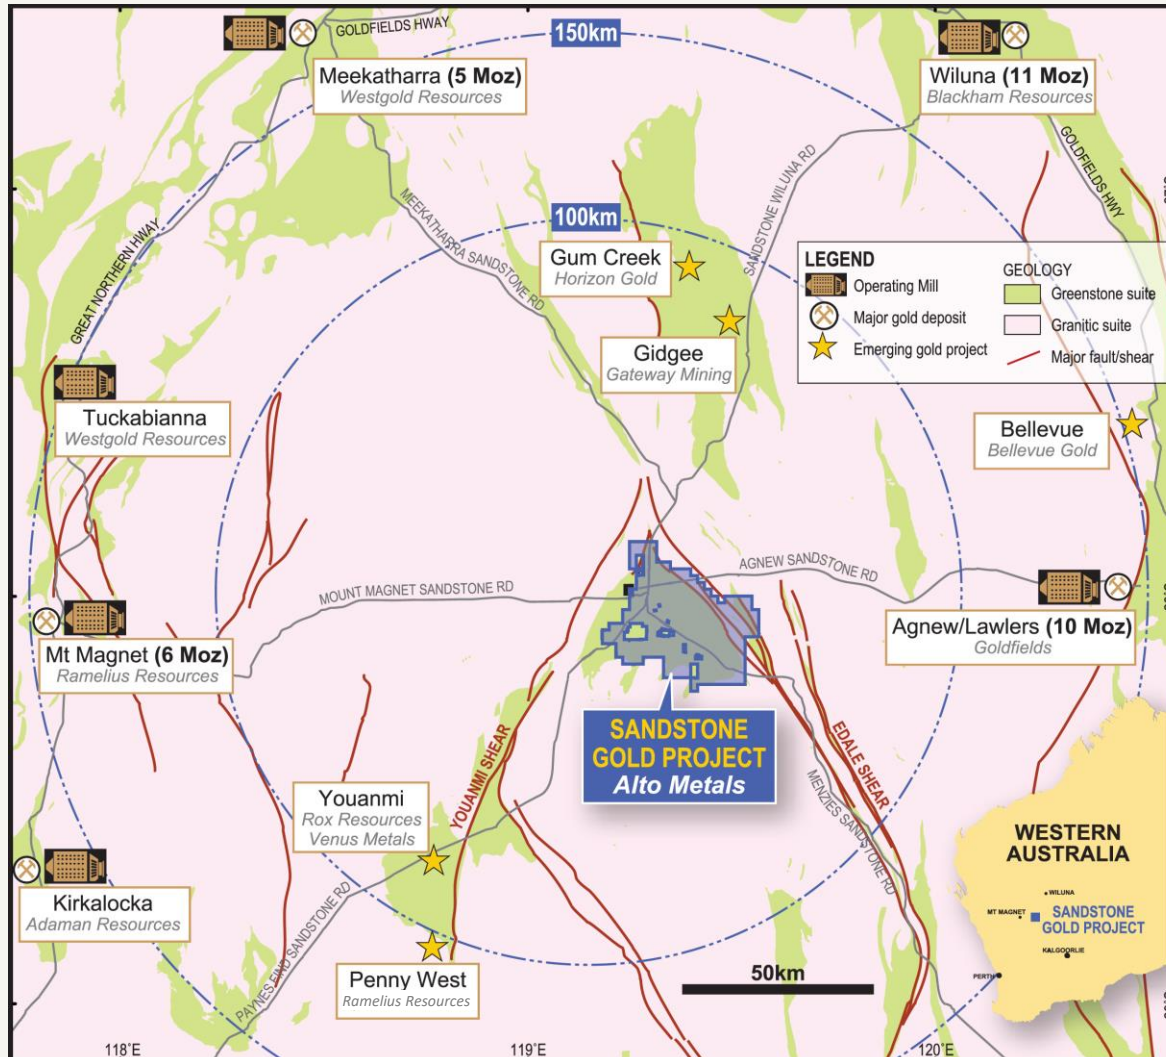 GOLDFIELDS HWY
150km
Meekatharra (5 Moz)
Westgold Resources
Wiluna (11 Moz)
Blackham Resources
GOLDFIELDS HWY
MEEKATHARRA SANDSTONE RD
SANDSTONE WILUNA RD
100km
GREAT NORTHERN HWY
Gum Creek
Horizon Gold
Gidgee
Gateway Mining
LEGEND
Operating Mill
Major gold deposit
Emerging gold project
GEOLOGY
Greenstone suite
Granitic suite
Major fault/shear
Tuckabianna
Westgold Resources
Bellevue
Bellevue Gold
MOUNT MAGNET SANDSTONE RD
AGNEW SANDSTONE RD
Mt Magnet (6 Moz)
Ramelius Resources
Agnew/Lawlers (10 Moz)
Goldfields
SANDSTONE
GOLD PROJECT
Alto Metals
YOUANMI SHEAR
EDALE SHEAR
MENZIES SANDSTONE RD
Youanmi
Rox Resources
Venus Metals
Kirkalocka
Adaman Resources
PAYNES FIND SANDSTONE RD
Penny West
Ramelius Resources
50km
WESTERN
AUSTRALIA
WILUNA
MT MAGNET
SANDSTONE
GOLD PROJECT
KALGOORLIE
PERTH
118°E
119°E
120°E